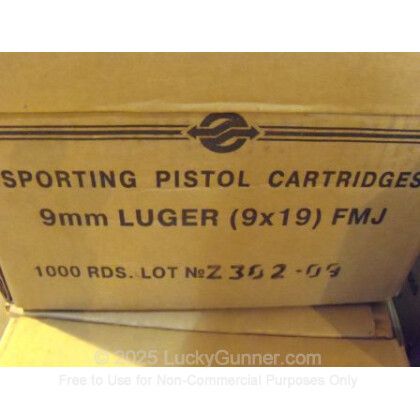 SPORTING PISTOL CARTRIDGES
9mm LUGER (9x19) FMJ
1000 RDS. LOT №Z302-09
© 2025 LuckyGunner.com
Free to Use for Non-Commercial Purposes Only